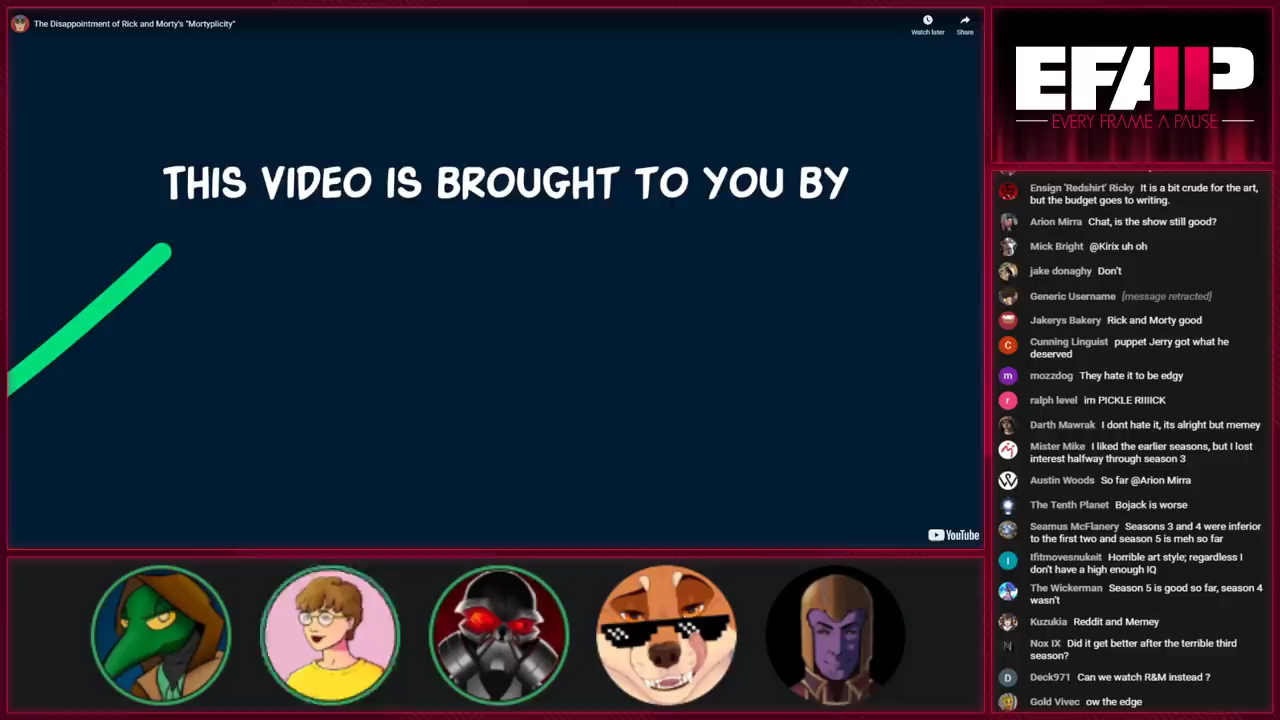 The Disappointment of Rick and Morty's "Mortyplicity"
Watch later
Share
THIS VIDEO IS BROUGHT TO YOU BY
YouTube
EFAP
EVERY FRAME A PAUSE
Ensign 'Redshirt' Ricky It is a bit crude for the art,
but the budget goes to writing.
Arion Mirra Chat, is the show still good?
Mick Bright @Kirix uh oh
jake donaghy Don't
Generic Username [message retracted]
Jakerys Bakery Rick and Morty good
C
Cunning Linguist puppet Jerry got what he
deserved
m
mozzdog They hate it to be edgy
r
ralph level im PICKLE RIIIICK
Darth Mawrak I dont hate it, its alright but memey
Mister Mike I liked the earlier seasons, but I lost
interest halfway through season 3
Austin Woods So far @Arion Mirra
The Tenth Planet Bojack is worse
Seamus McFlanery Seasons 3 and 4 were inferior
to the first two and season 5 is meh so far
I
Ifitmovesnukeit Horrible art style; regardless I
don't have a high enough IQ
The Wickerman Season 5 is good so far, season 4
wasn't
Kuzukia Reddit and Memey
Nox IX Did it get better after the terrible third
season?
D
Deck971 Can we watch R&M instead ?
Gold Vivec ow the edge